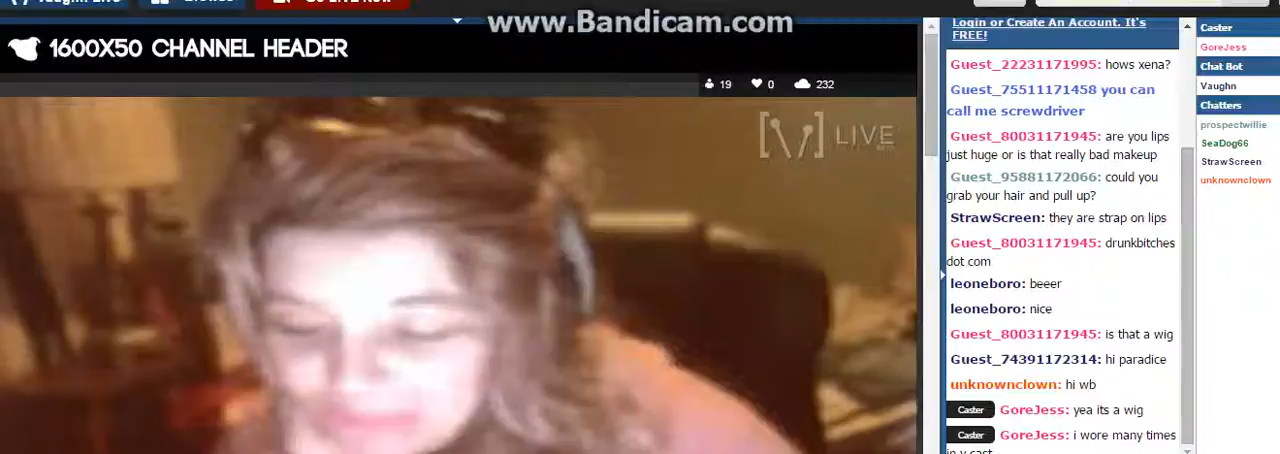 www.Bandicam.com
1600X50 CHANNEL HEADER
19 0 232
[\/] LIVE
Login or Create An Account. It's
FREE!
Guest_22231171995: hows xena?
Guest_75511171458 you can
call me screwdriver
Guest_80031171945: are you lips
just huge or is that really bad makeup
Guest_95881172066: could you
grab your hair and pull up?
StrawScreen: they are strap on lips
Guest_80031171945: drunkbitches
dot com
leoneboro: beeer
leoneboro: nice
Guest_80031171945: is that a wig
Guest_74391172314: hi paradice
unknownclown: hi wb
Caster GoreJess: yea its a wig
Caster GoreJess: i wore many times
Caster
GoreJess
Chat Bot
Vaughn
Chatters
prospectwillie
SeaDog66
StrawScreen
unknownclown